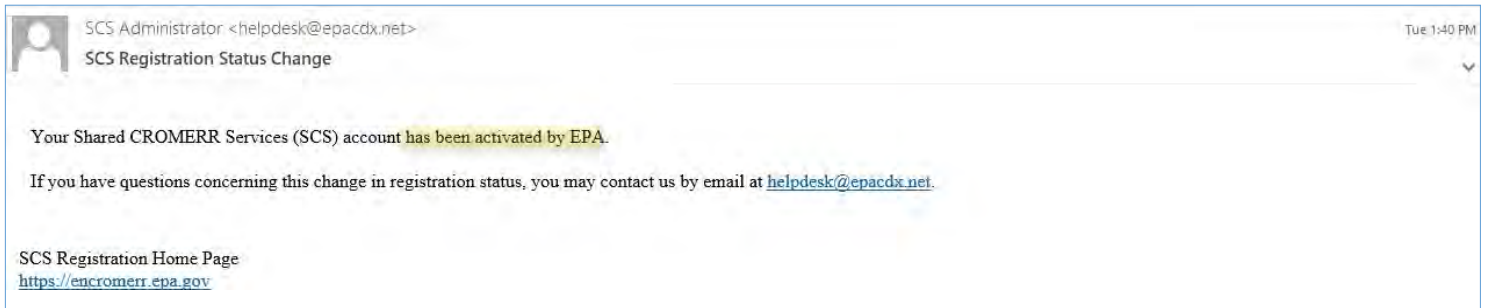 SCS Administrator <helpdesk@epacdx.net>
Tue 1:40 PM
SCS Registration Status Change
Your Shared CROMERR Services (SCS) account has been activated by EPA.
If you have questions concerning this change in registration status, you may contact us by email at helpdesk@epacdx.net.
SCS Registration Home Page
https://encromerr.epa.gov